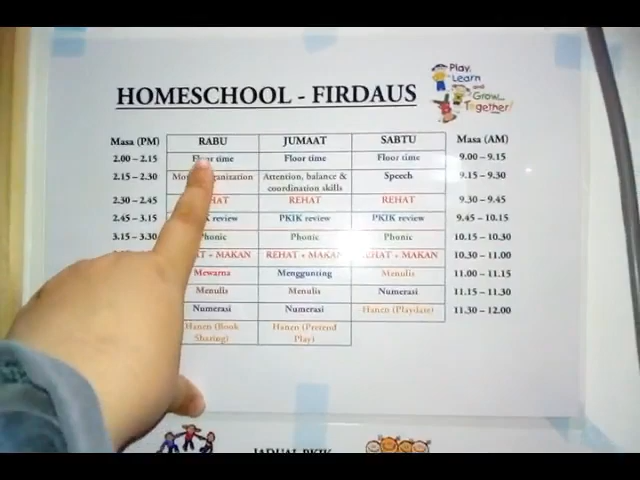 Play,
Learn
and
Grow...
Together!
HOMESCHOOL - FIRDAUS
Masa (PM) RABU JUMAAT SABTU Masa (AM)
2.00 – 2.15 time Floor time Floor time 9.00 – 9.15
2.15 – 2.30 Attention, balance & coordination skills Speech 9.15 – 9.30
2.30 – 2.45 REHAT REHAT 9.30 – 9.45
2.45 – 3.15 review PKIK review PKIK review 9.45 – 10.15
3.15 – 3.30 Phonic Phonic Phonic 10.15 – 10.30
+ MAKAN REHAT + MAKAN REHAT + MAKAN 10.30 – 11.00
Mewarna Menggunting Menulis 11.00 – 11.15
Menulis Menulis Numerasi 11.15 – 11.30
Numerasi Numerasi Hanen (Playdate) 11.30 – 12.00
Hanen (Book Sharing) Hanen (Pretend Play)
JADUAL PKIK